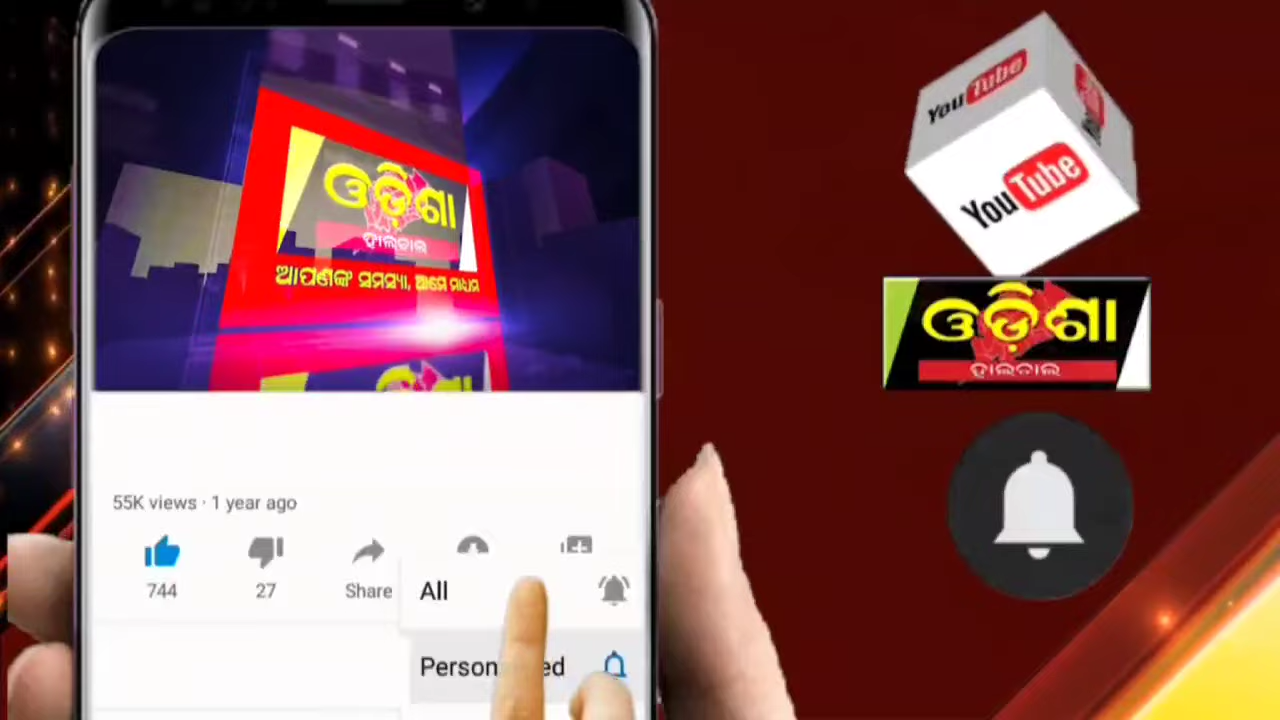 ଓଡ଼ିଶା
ହାଲଚାଲ
ଆପଣଙ୍କ ସମସ୍ୟା, ଆମେ ମାଧ୍ୟମ
55K views · 1 year ago
744
27
Share
All
YouTube
YouTube
ଓଡ଼ିଶା
ହାଲଚାଲ